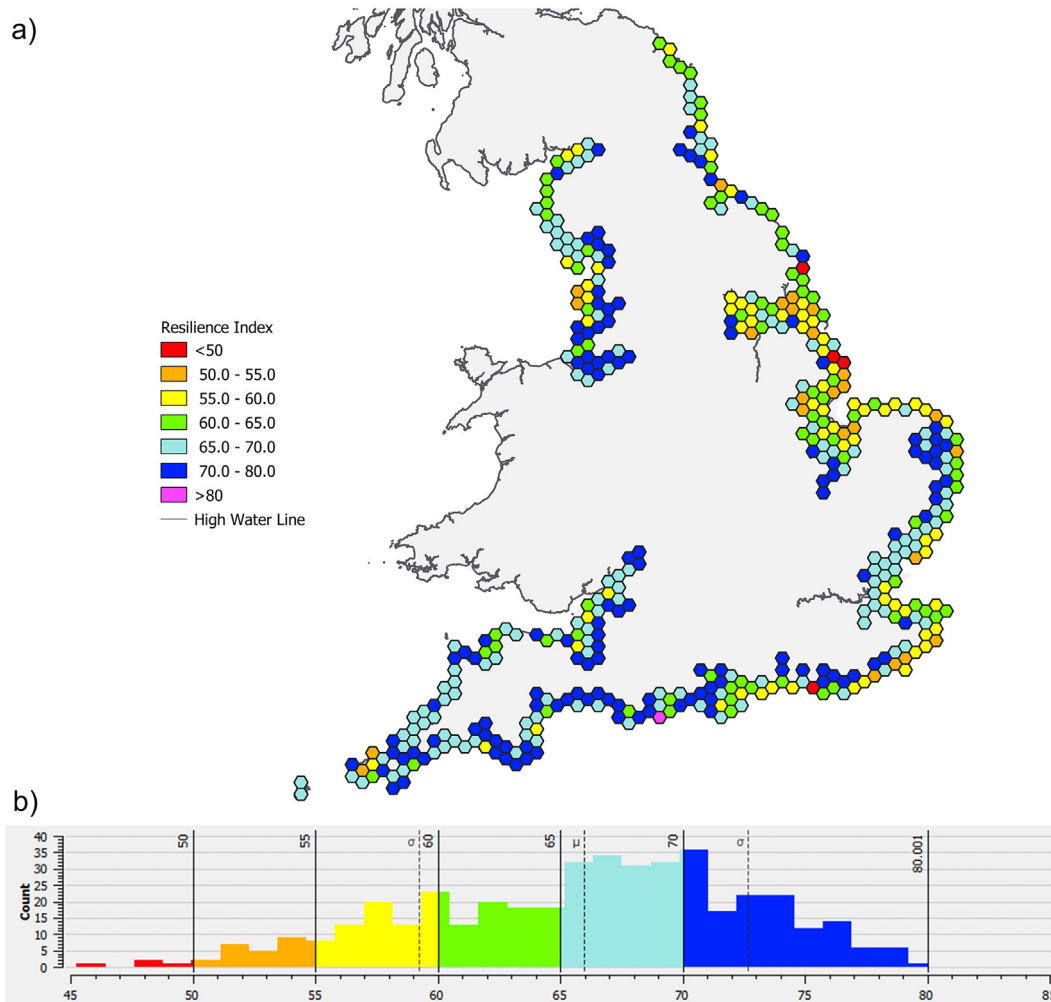 a)
Resilience Index
<50
50.0 - 55.0
55.0 - 60.0
60.0 - 65.0
65.0 - 70.0
70.0 - 80.0
>80
High Water Line
b)
50
55
σ
60
65
μ
70
σ
80.001
Count
40
35
30
25
20
15
10
5
0
45 50 55 60 65 70 75 80 85